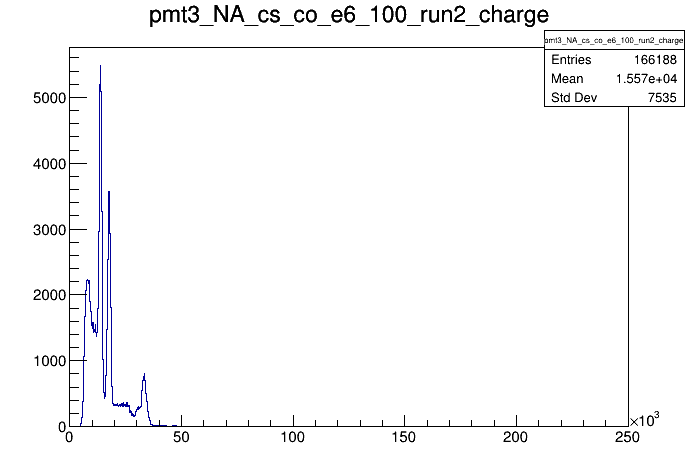 pmt3_NA_cs_co_e6_100_run2_charge
pmt3_NA_cs_co_e6_100_run2_charge
Entries 166188
Mean 1.557e+04
Std Dev 7535
5000
4000
3000
2000
1000
0
0 50 100 150 200 250
×10³